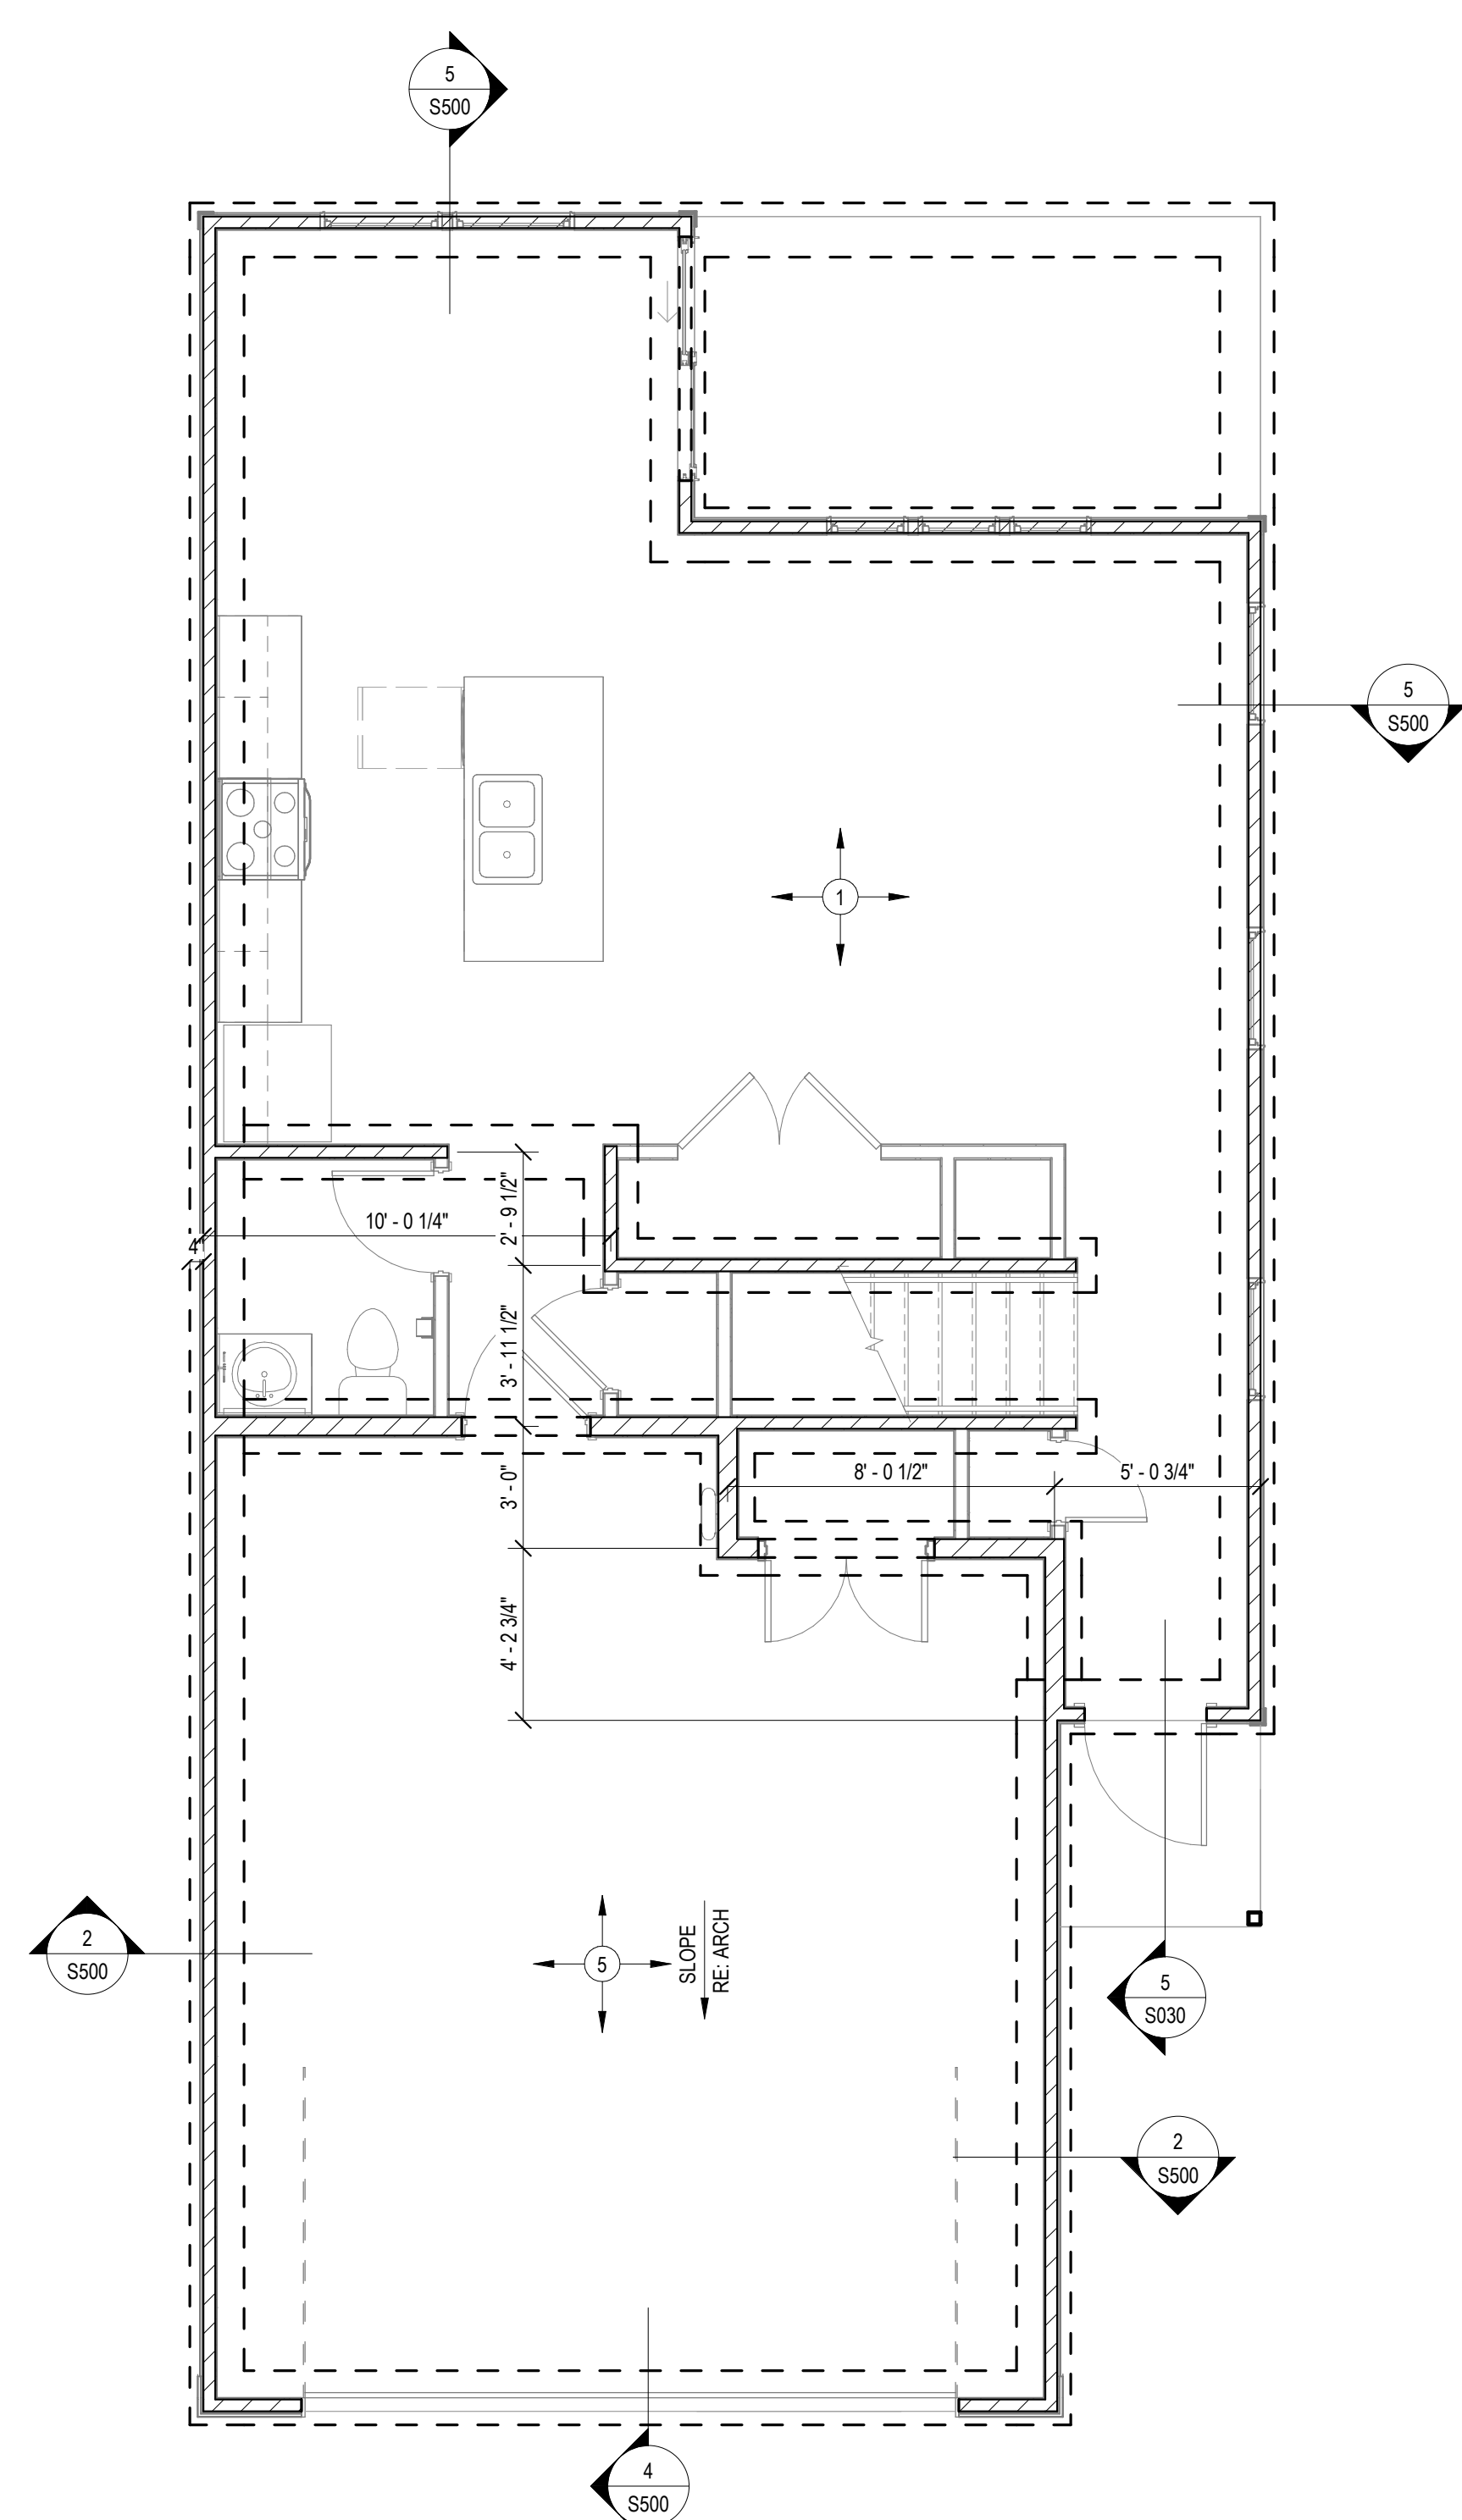 5
S500
5
S500
1
2' - 9 1/2"
10' - 0 1/4"
4"
3' - 11 1/2"
3' - 0"
8' - 0 1/2"
5' - 0 3/4"
4' - 2 3/4"
2
S500
5
SLOPE
RE: ARCH
5
S030
2
S500
4
S500